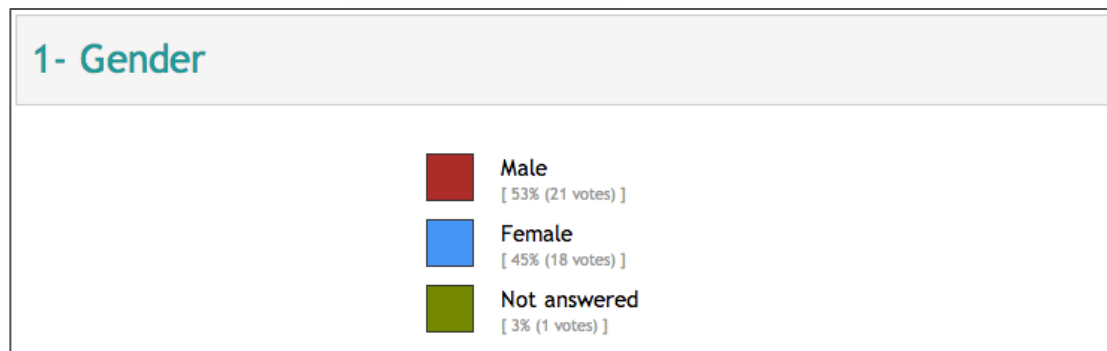 1- Gender
Male
[ 53% (21 votes) ]
Female
[ 45% (18 votes) ]
Not answered
[ 3% (1 votes) ]